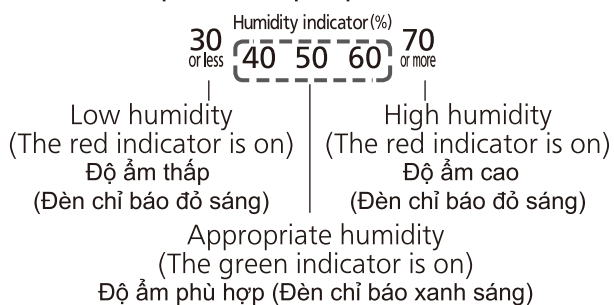 Humidity indicator (%)
30 or less 40 50 60 70 or more
Low humidity
(The red indicator is on)
Độ ẩm thấp
(Đèn chỉ báo đỏ sáng)
High humidity
(The red indicator is on)
Độ ẩm cao
(Đèn chỉ báo đỏ sáng)
Appropriate humidity
(The green indicator is on)
Độ ẩm phù hợp (Đèn chỉ báo xanh sáng)